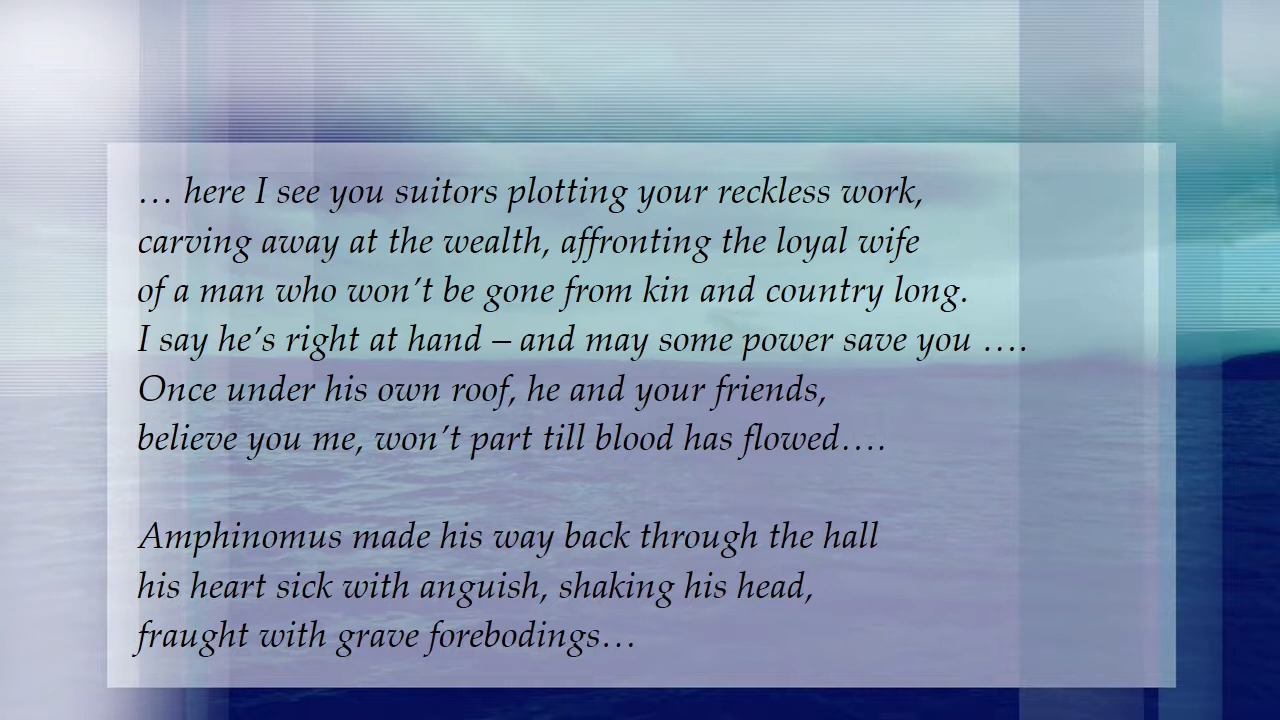 … here I see you suitors plotting your reckless work,
carving away at the wealth, affronting the loyal wife
of a man who won’t be gone from kin and country long.
I say he’s right at hand – and may some power save you ….
Once under his own roof, he and your friends,
believe you me, won’t part till blood has flowed….
Amphinomus made his way back through the hall
his heart sick with anguish, shaking his head,
fraught with grave forebodings…